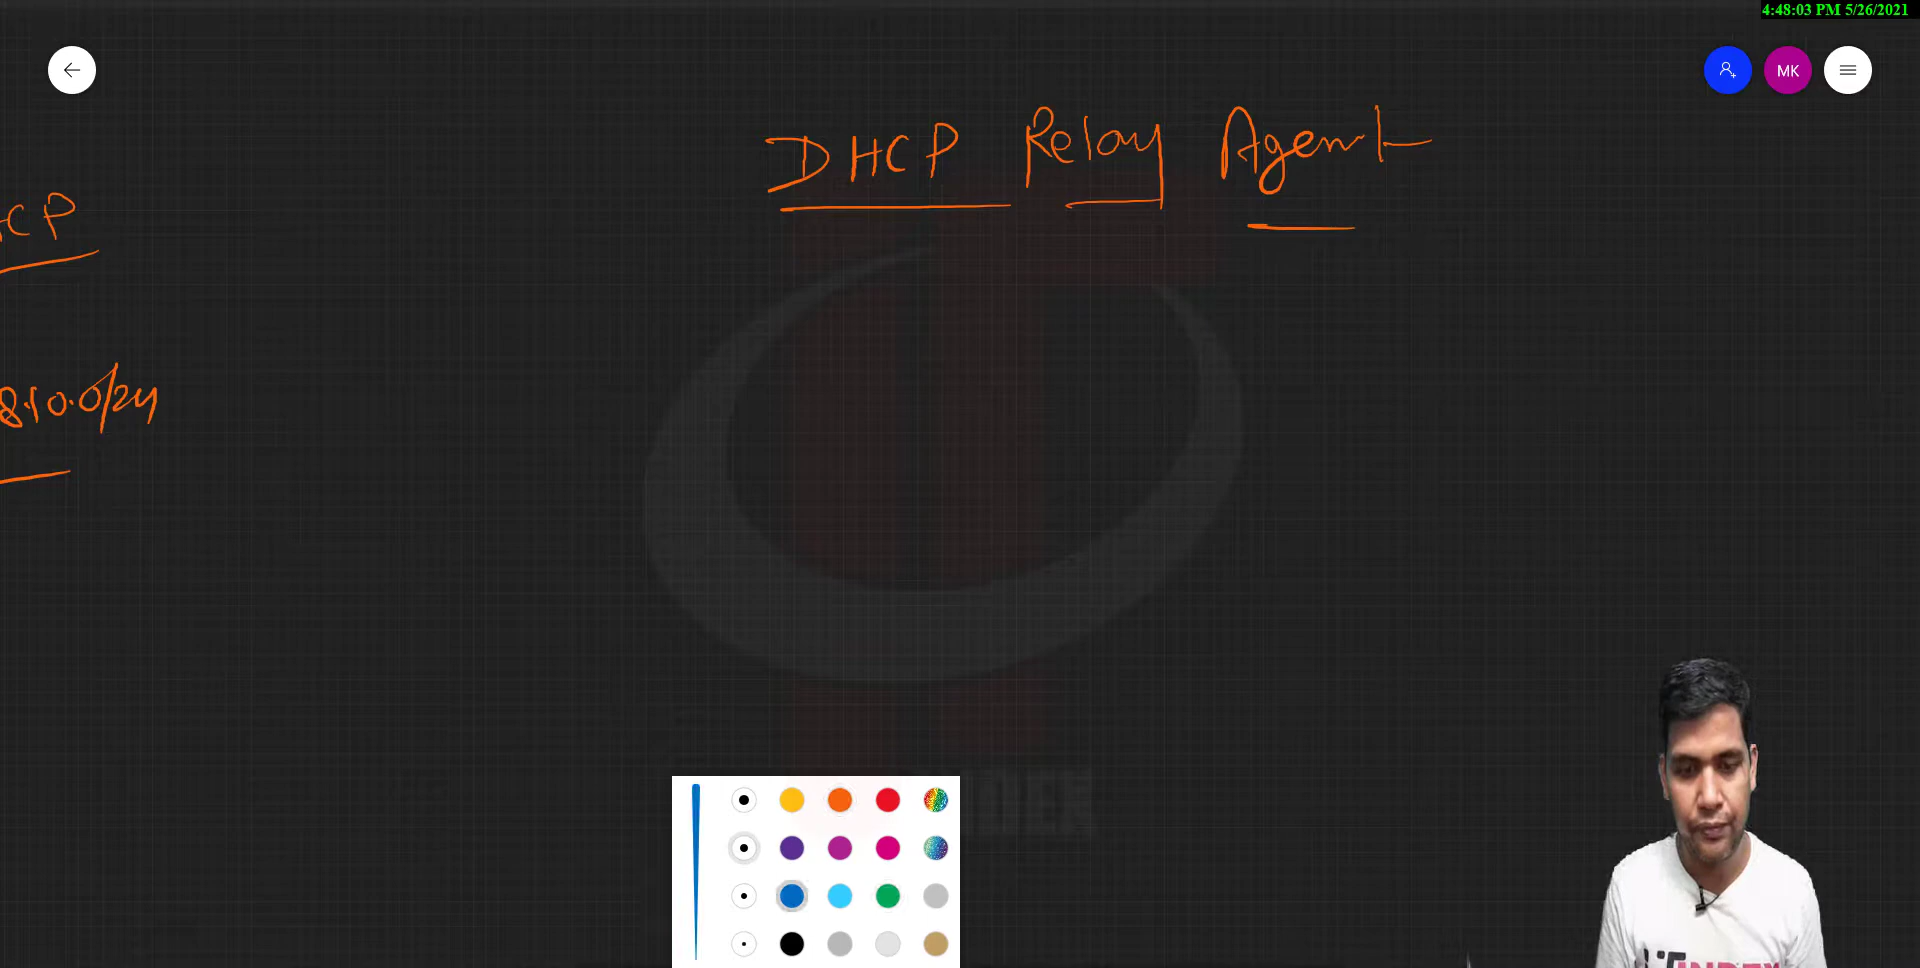 4:48:03 PM 5/26/2021
MK
DHCP Relay Agent
CP
8.10.0/24